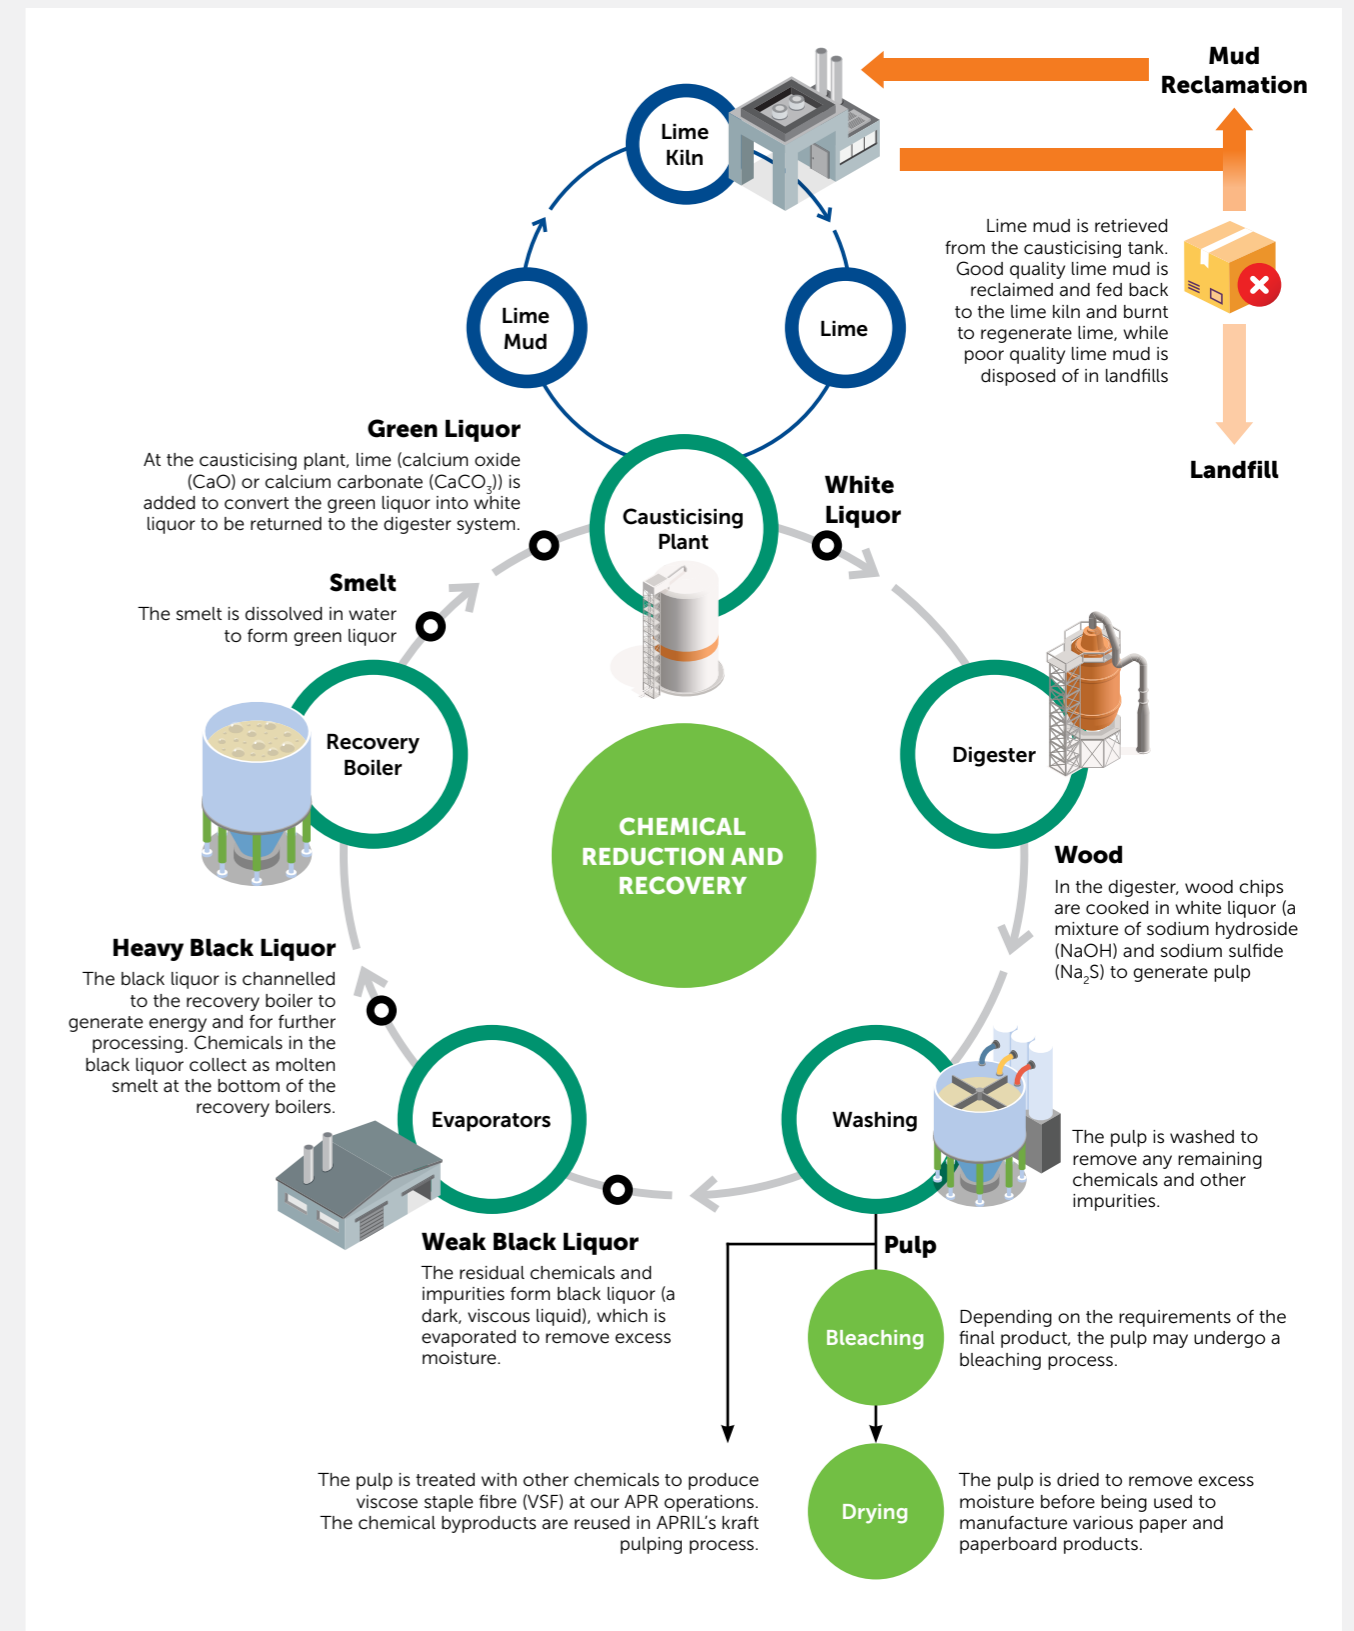 Mud
Reclamation
Lime
Kiln
Lime mud is retrieved
from the causticising tank.
Good quality lime mud is
reclaimed and fed back
to the lime kiln and burnt
to regenerate lime, while
poor quality lime mud is
disposed of in landfills
Landfill
Lime
Mud
Lime
Green Liquor
At the causticising plant, lime (calcium oxide
(CaO) or calcium carbonate (CaCO₃)) is
added to convert the green liquor into white
liquor to be returned to the digester system.
Causticising
Plant
White
Liquor
Smelt
The smelt is dissolved in water
to form green liquor
Recovery
Boiler
Digester
CHEMICAL
REDUCTION AND
RECOVERY
Wood
In the digester, wood chips
are cooked in white liquor (a
mixture of sodium hydroside
(NaOH) and sodium sulfide
(Na₂S) to generate pulp
Heavy Black Liquor
The black liquor is channelled
to the recovery boiler to
generate energy and for further
processing. Chemicals in the
black liquor collect as molten
smelt at the bottom of the
recovery boilers.
Evaporators
Washing
The pulp is washed to
remove any remaining
chemicals and other
impurities.
Weak Black Liquor
The residual chemicals and
impurities form black liquor (a
dark, viscous liquid), which is
evaporated to remove excess
moisture.
Pulp
Bleaching
Depending on the requirements of the
final product, the pulp may undergo a
bleaching process.
The pulp is treated with other chemicals to produce
viscose staple fibre (VSF) at our APR operations.
The chemical byproducts are reused in APRIL's kraft
pulping process.
Drying
The pulp is dried to remove excess
moisture before being used to
manufacture various paper and
paperboard products.